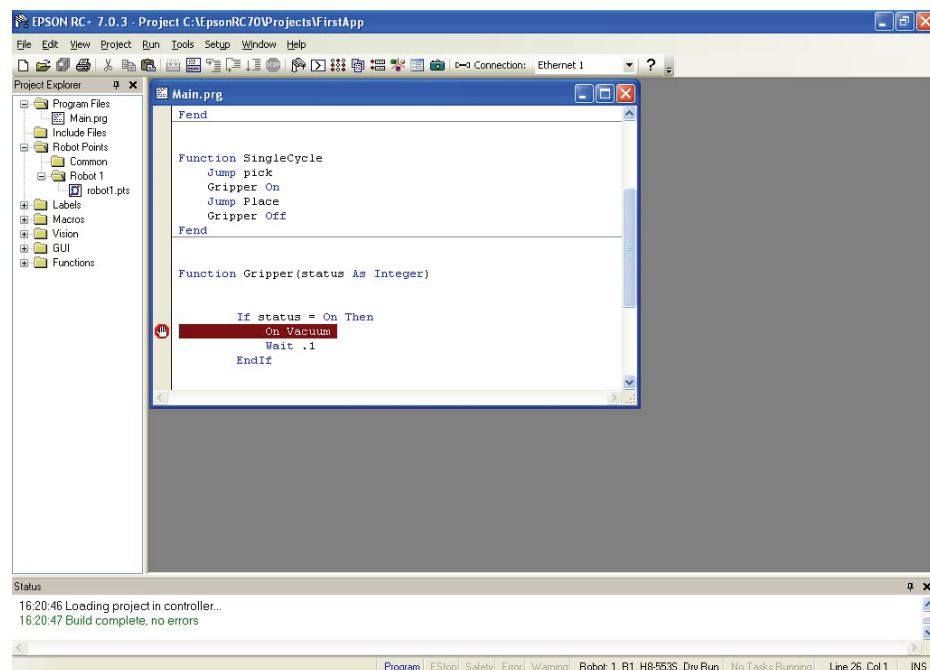 EPSON RC+ 7.0.3 - Project C:\EpsonRC70\Projects\FirstApp
File Edit View Project Run Tools Setup Window Help
Connection: Ethernet 1
Project Explorer
Program Files
Main.prg
Include Files
Robot Points
Common
Robot 1
robot1.pts
Labels
Macros
Vision
GUI
Functions
Main.prg
Fend
Function SingleCycle
Jump pick
Gripper On
Jump Place
Gripper Off
Fend
Function Gripper(status As Integer)
If status = On Then
On Vacuum
Wait .1
EndIf
Status
16:20:46 Loading project in controller...
16:20:47 Build complete, no errors
Program EStop Safety Error Warning Robot: 1, R1, H8-553S, Dry Run No Tasks Running Line 26, Col 1 INS